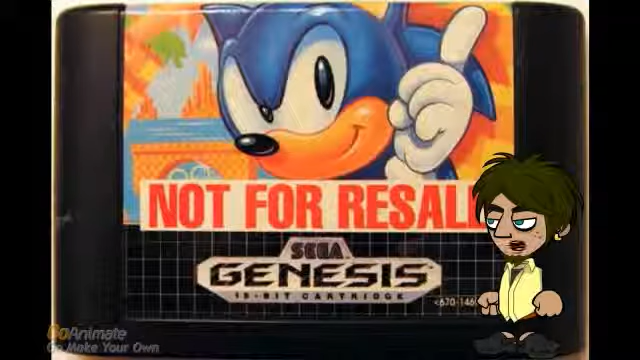 NOT FOR RESALE
SEGA
GENESIS
16-BIT CARTRIDGE
GoAnimate
Go Make Your Own